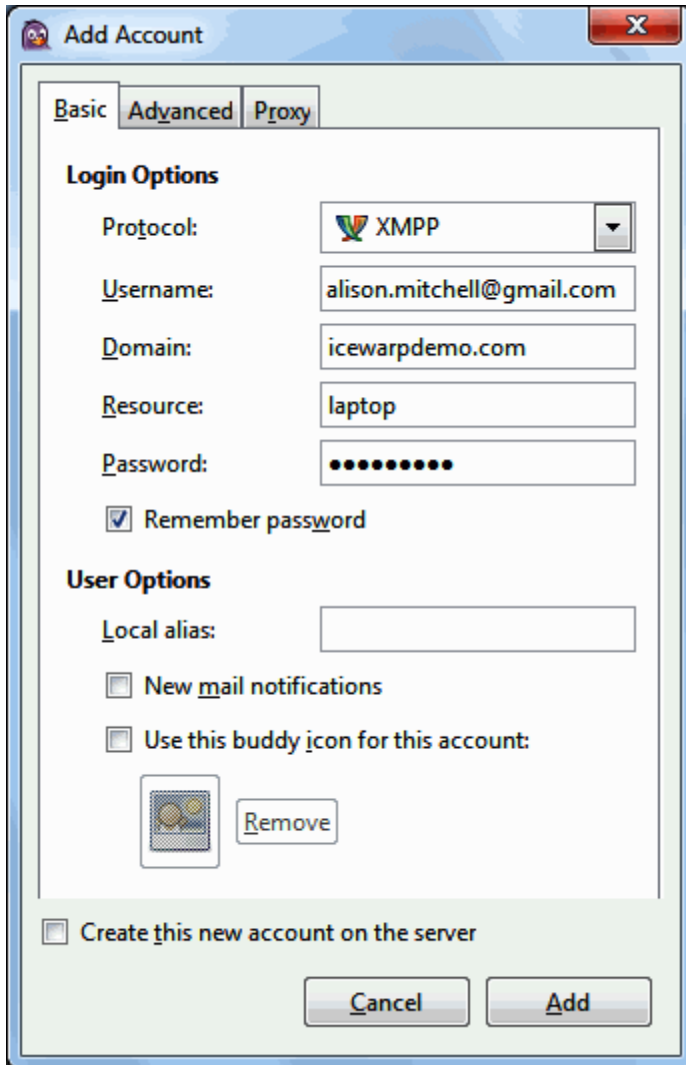 Add Account
Basic Advanced Proxy
Login Options
Protocol: XMPP
Username: alison.mitchell@gmail.com
Domain: icewarpdemo.com
Resource: laptop
Password: •••••••••
Remember password
User Options
Local alias:
New mail notifications
Use this buddy icon for this account:
Remove
Create this new account on the server
Cancel Add